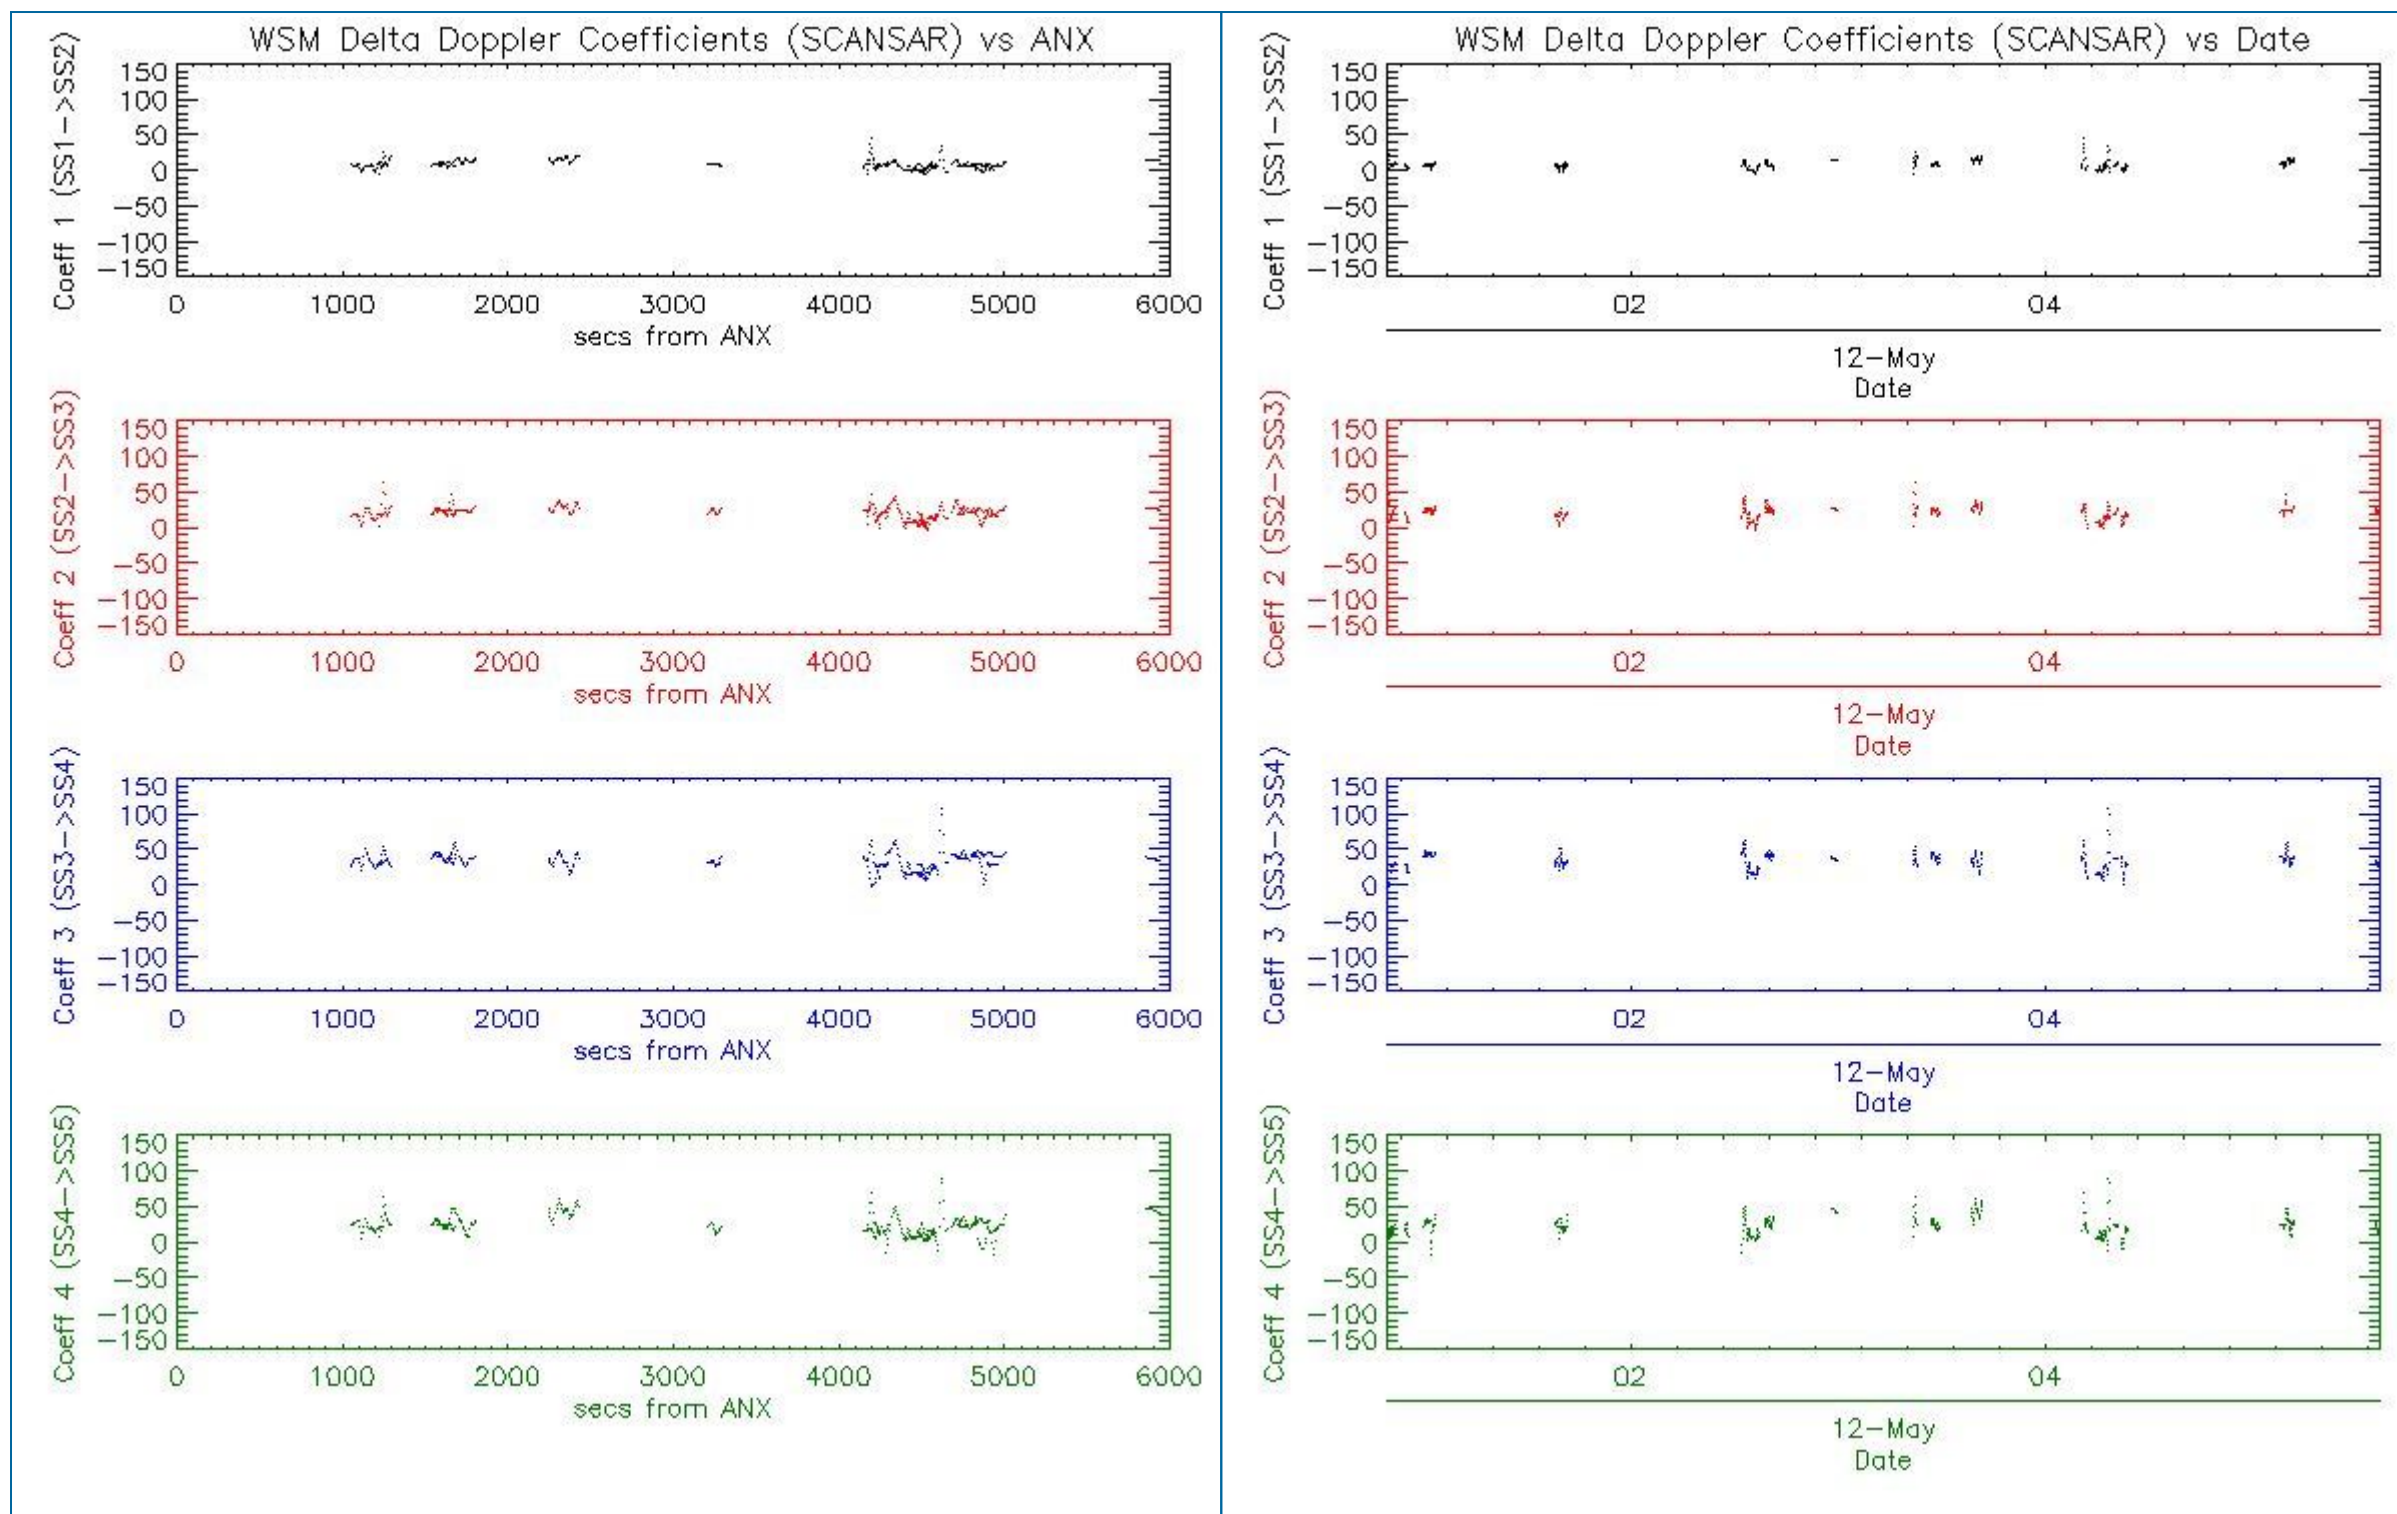 WSM Delta Doppler Coefficients (SCANSAR) vs ANX
Coeff 1 (SS1->SS2)
150
100
50
0
-50
-100
-150
0 1000 2000 3000 4000 5000 6000
secs from ANX
Coeff 2 (SS2->SS3)
150
100
50
0
-50
-100
-150
0 1000 2000 3000 4000 5000 6000
secs from ANX
Coeff 3 (SS3->SS4)
150
100
50
0
-50
-100
-150
0 1000 2000 3000 4000 5000 6000
secs from ANX
Coeff 4 (SS4->SS5)
150
100
50
0
-50
-100
-150
0 1000 2000 3000 4000 5000 6000
secs from ANX
WSM Delta Doppler Coefficients (SCANSAR) vs Date
Coeff 1 (SS1->SS2)
150
100
50
0
-50
-100
-150
02 04
12-May
Date
Coeff 2 (SS2->SS3)
150
100
50
0
-50
-100
-150
02 04
12-May
Date
Coeff 3 (SS3->SS4)
150
100
50
0
-50
-100
-150
02 04
12-May
Date
Coeff 4 (SS4->SS5)
150
100
50
0
-50
-100
-150
02 04
12-May
Date